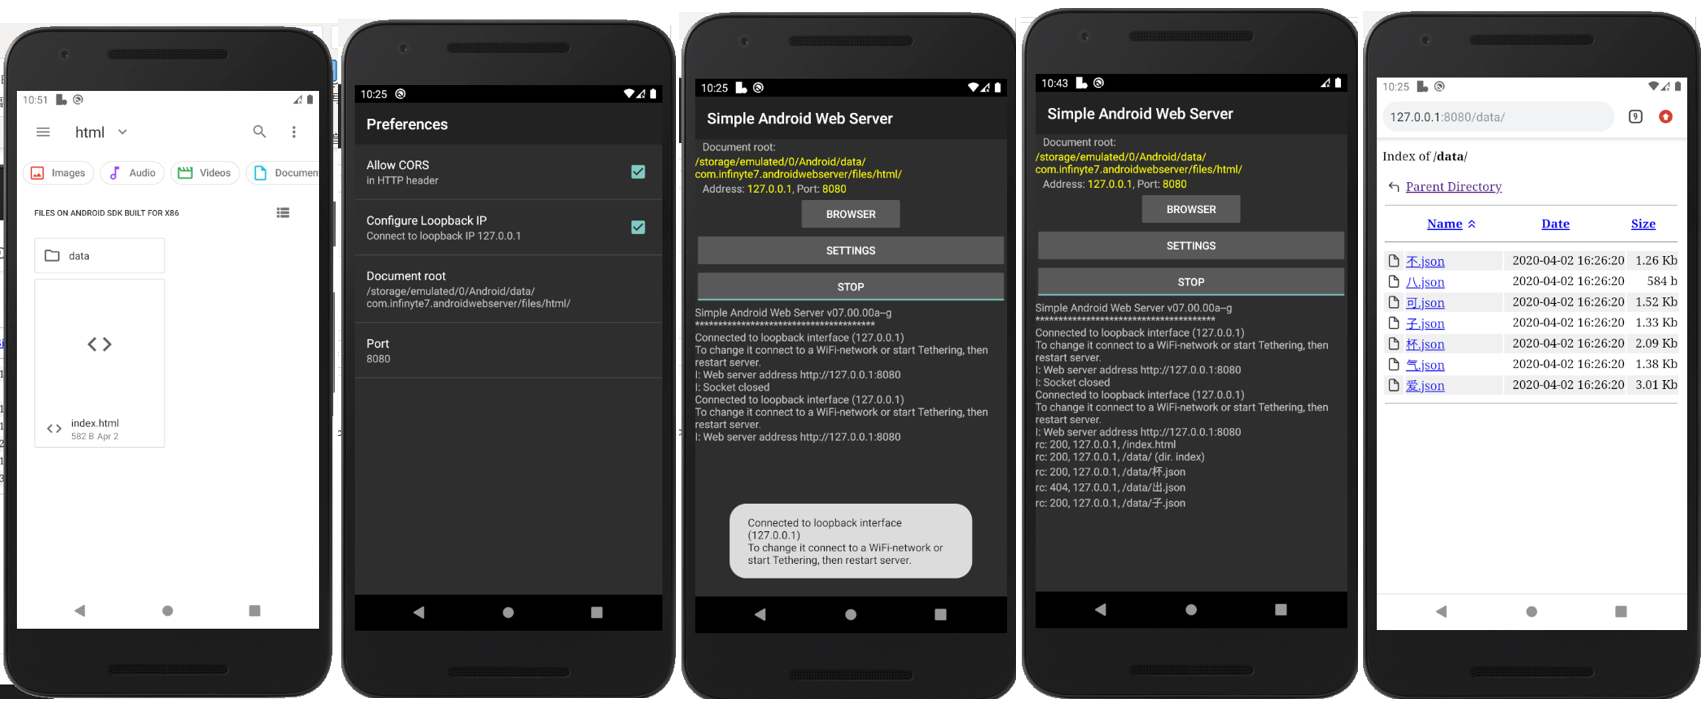 10:51
html
Images
Audio
Videos
Documen
FILES ON ANDROID SDK BUILT FOR X86
data
index.html
582 B Apr 2
10:25
Preferences
Allow CORS
in HTTP header
Configure Loopback IP
Connect to loopback IP 127.0.0.1
Document root
/storage/emulated/0/Android/data/
com.infinyte7.androidwebserver/files/html/
Port
8080
10:25
Simple Android Web Server
Document root:
/storage/emulated/0/Android/data/
com.infinyte7.androidwebserver/files/html/
Address: 127.0.0.1, Port: 8080
BROWSER
SETTINGS
STOP
Simple Android Web Server v07.00.00a–g
***************************************
Connected to loopback interface (127.0.0.1)
To change it connect to a WiFi-network or start Tethering, then
restart server.
I: Web server address http://127.0.0.1:8080
I: Socket closed
Connected to loopback interface (127.0.0.1)
To change it connect to a WiFi-network or start Tethering, then
restart server.
I: Web server address http://127.0.0.1:8080
Connected to loopback interface
(127.0.0.1)
To change it connect to a WiFi-network or
start Tethering, then restart server.
10:43
Simple Android Web Server
Document root:
/storage/emulated/0/Android/data/
com.infinyte7.androidwebserver/files/html/
Address: 127.0.0.1, Port: 8080
BROWSER
SETTINGS
STOP
Simple Android Web Server v07.00.00a–g
***************************************
Connected to loopback interface (127.0.0.1)
To change it connect to a WiFi-network or start Tethering, then
restart server.
I: Web server address http://127.0.0.1:8080
I: Socket closed
Connected to loopback interface (127.0.0.1)
To change it connect to a WiFi-network or start Tethering, then
restart server.
I: Web server address http://127.0.0.1:8080
rc: 200, 127.0.0.1, /index.html
rc: 200, 127.0.0.1, /data/ (dir. index)
rc: 200, 127.0.0.1, /data/杯.json
rc: 404, 127.0.0.1, /data/出.json
rc: 200, 127.0.0.1, /data/子.json
10:25
127.0.0.1:8080/data/
9
Index of /data/
Parent Directory
Name Date Size
不.json 2020-04-02 16:26:20 1.26 Kb
八.json 2020-04-02 16:26:20 584 b
可.json 2020-04-02 16:26:20 1.52 Kb
子.json 2020-04-02 16:26:20 1.33 Kb
杯.json 2020-04-02 16:26:20 2.09 Kb
气.json 2020-04-02 16:26:20 1.38 Kb
爱.json 2020-04-02 16:26:20 3.01 Kb